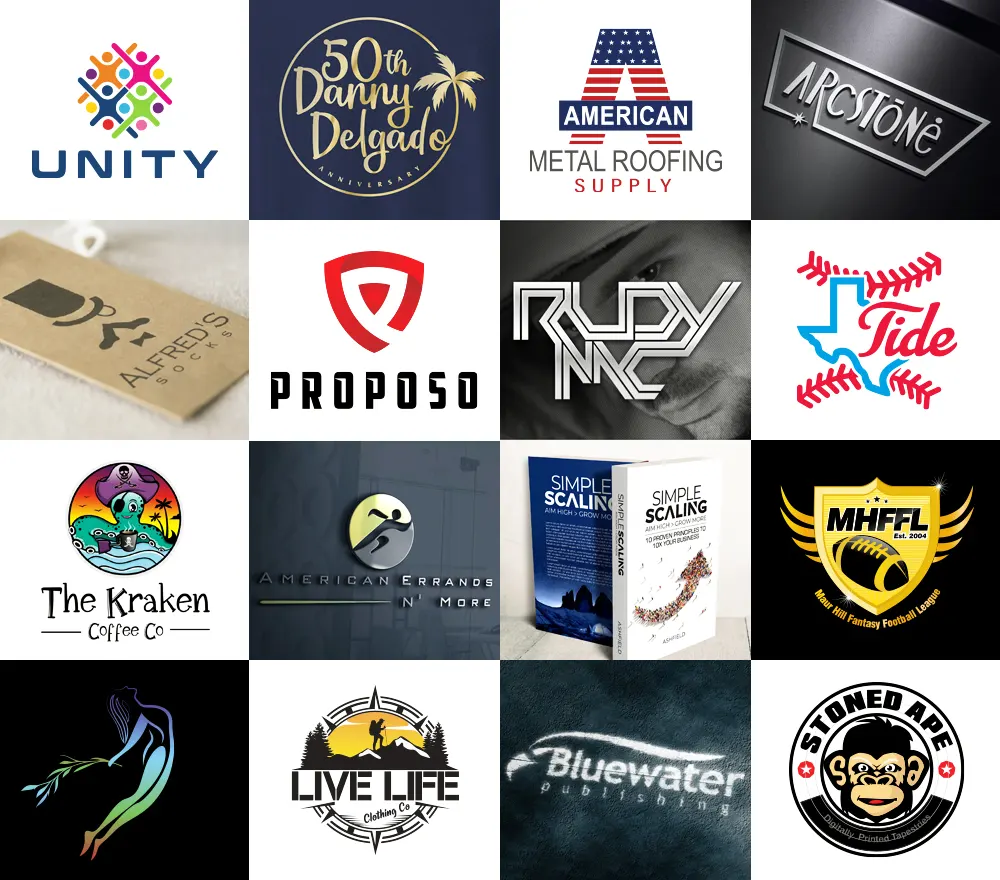 UNITY
50th
Danny
Delgado
ANNIVERSARY
AMERICAN
METAL ROOFING
SUPPLY
ARCSTONE
ALFRED'S
SOCKS
PROPOSO
RUDY
MC
Tide
The Kraken
Coffee Co
AMERICAN ERRANDS
N' MORE
SIMPLE
SCALING
AIM HIGH > GROW MORE
SIMPLE SCALING
ASHFIELD
SIMPLE
SCALING
AIM HIGH > GROW MORE
10 PROVEN PRINCIPLES TO
10X YOUR BUSINESS
ASHFIELD
MHFFL
Est. 2004
Maur Hill Fantasy Football League
LIVE LIFE
Clothing Co
Bluewater
publishing
STONED APE
Digitally Printed Tapestries